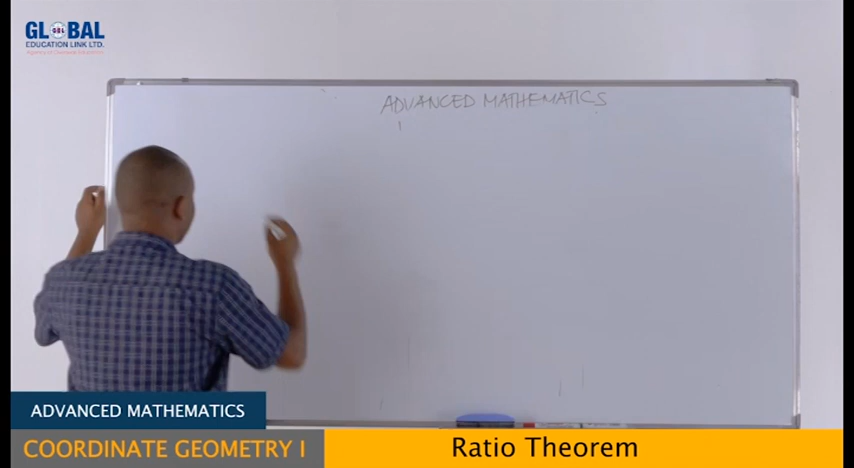 GLOBAL
EDUCATION LINK LTD.
ADVANCED MATHEMATICS
ADVANCED MATHEMATICS
COORDINATE GEOMETRY I
Ratio Theorem